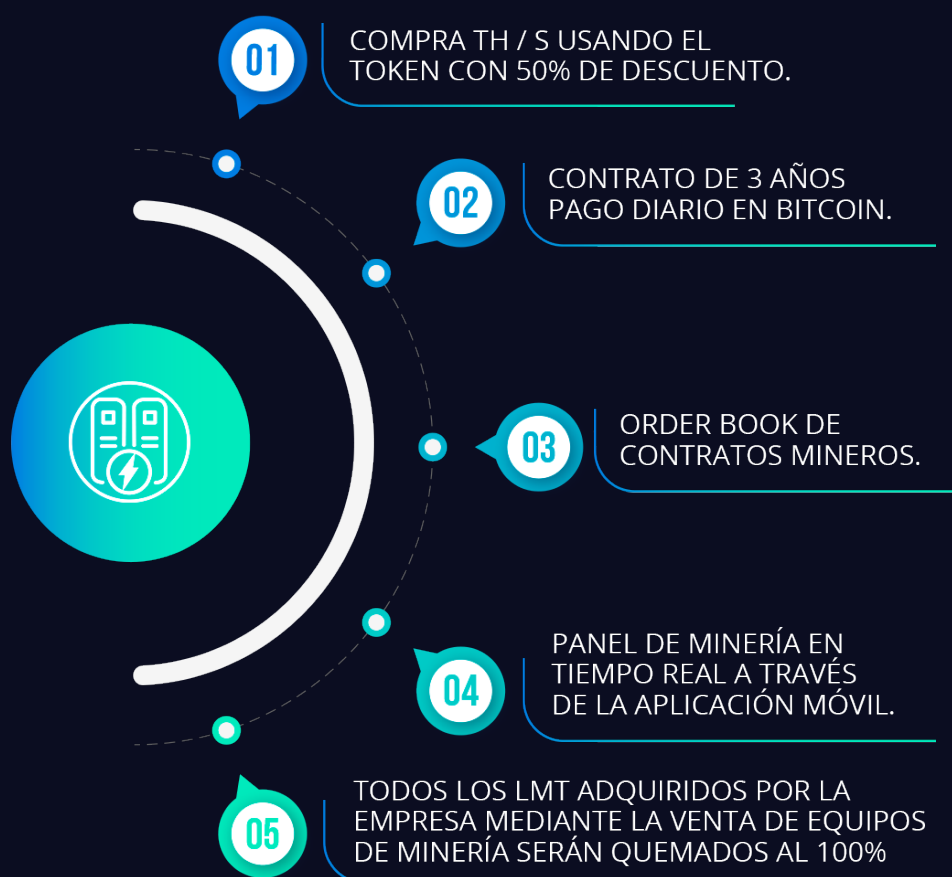 01
COMPRA TH / S USANDO EL
TOKEN CON 50% DE DESCUENTO.
02
CONTRATO DE 3 AÑOS
PAGO DIARIO EN BITCOIN.
03
ORDER BOOK DE
CONTRATOS MINEROS.
04
PANEL DE MINERÍA EN
TIEMPO REAL A TRAVÉS
DE LA APLICACIÓN MÓVIL.
05
TODOS LOS LMT ADQUIRIDOS POR LA
EMPRESA MEDIANTE LA VENTA DE EQUIPOS
DE MINERÍA SERÁN QUEMADOS AL 100%